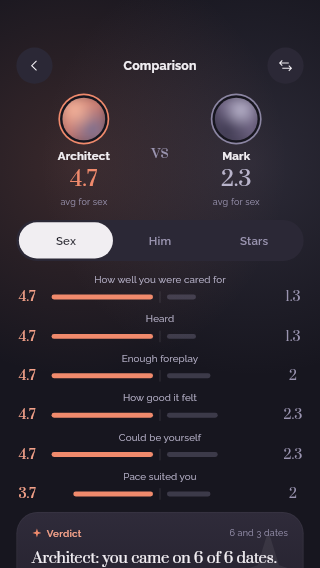 Comparison
Architect
vs
Mark
4.7
2.3
avg for sex
avg for sex
Sex
Him
Stars
How well you were cared for
4.7
1.3
Heard
4.7
1.3
Enough foreplay
4.7
2
How good it felt
4.7
2.3
Could be yourself
4.7
2.3
Pace suited you
3.7
2
Verdict
6 and 3 dates
Architect: you came on 6 of 6 dates.